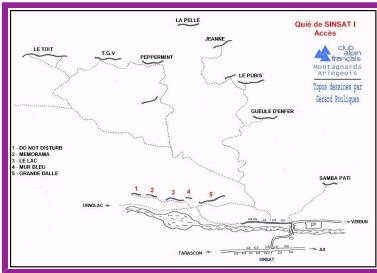 LA PELLE
Quié de SINSAT I
Accès
club
alpin
français
Montagnards
Ariégeois
Topos dessinés par
Gérard Pouliquen
JEANNE
LE TOIT
T.G.V
PEPPERMINT
LE PUBIS
GUEULE D'ENFER
1 - DO NOT DISTURB
2 - MEMORAMA
3 - LE LAC
4 - MUR BLEU
5 - GRANDE DALLE
SAMBA PATI
1 2 3 4 5
ORNOLAC
VERDUN
P
TARASCON
AX
SINSAT